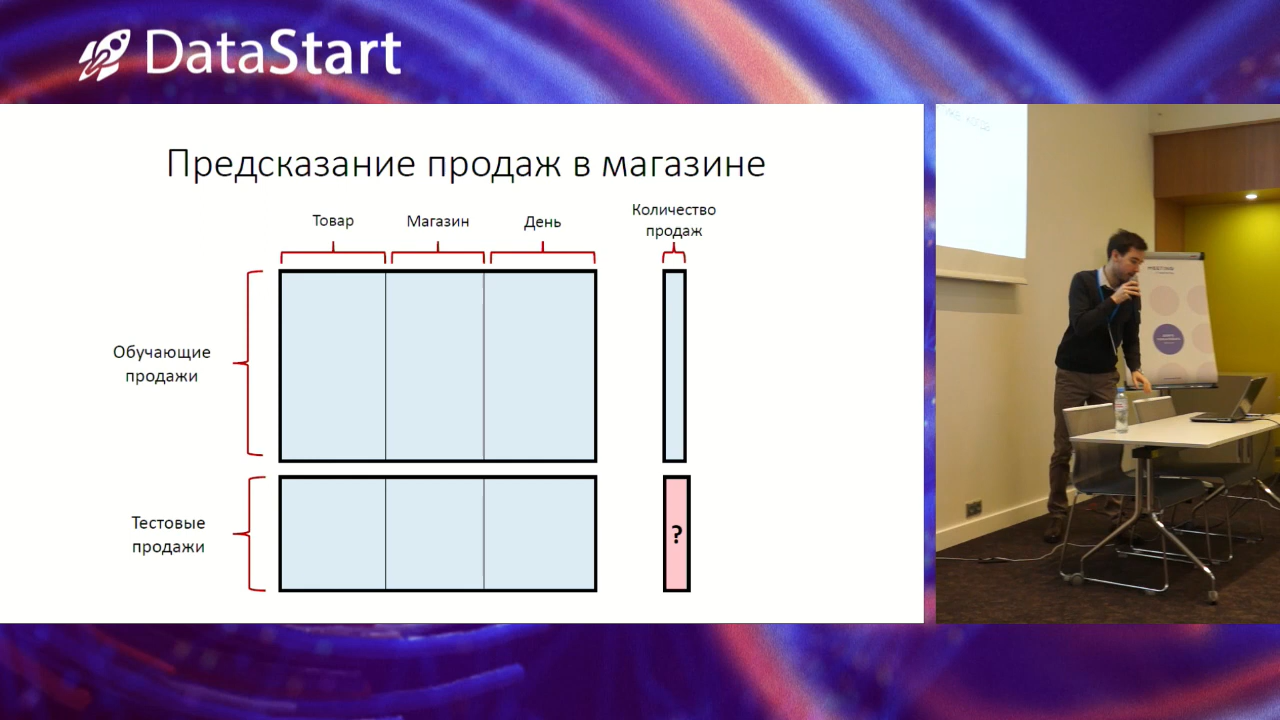 DataStart
Предсказание продаж в магазине
Товар
Магазин
День
Количество
продаж
Обучающие
продажи
Тестовые
продажи
?